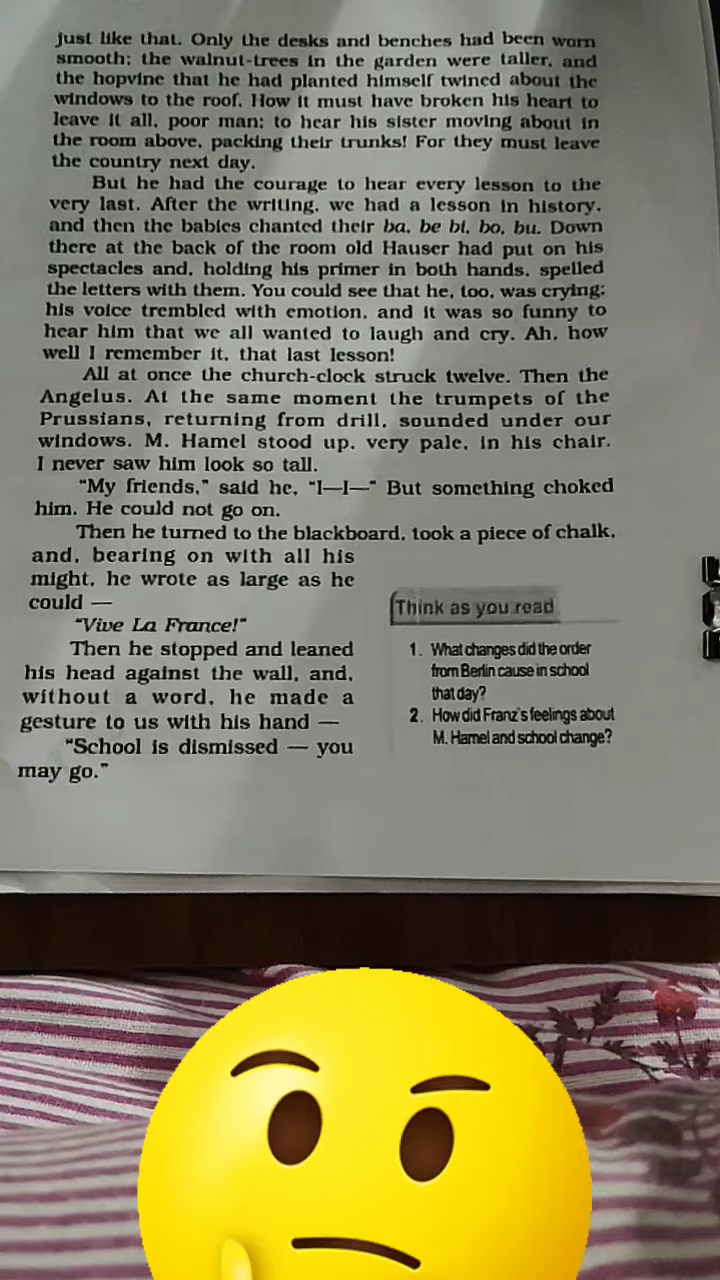 just like that. Only the desks and benches had been worn
smooth; the walnut-trees in the garden were taller, and
the hopvine that he had planted himself twined about the
windows to the roof. How it must have broken his heart to
leave it all, poor man; to hear his sister moving about in
the room above, packing their trunks! For they must leave
the country next day.
But he had the courage to hear every lesson to the
very last. After the writing, we had a lesson in history,
and then the babies chanted their ba, be bi, bo, bu. Down
there at the back of the room old Hauser had put on his
spectacles and, holding his primer in both hands, spelled
the letters with them. You could see that he, too, was crying;
his voice trembled with emotion, and it was so funny to
hear him that we all wanted to laugh and cry. Ah, how
well I remember it, that last lesson!
All at once the church-clock struck twelve. Then the
Angelus. At the same moment the trumpets of the
Prussians, returning from drill, sounded under our
windows. M. Hamel stood up, very pale, in his chair.
I never saw him look so tall.
“My friends,” said he, “I—I—” But something choked
him. He could not go on.
Then he turned to the blackboard, took a piece of chalk,
and, bearing on with all his
might, he wrote as large as he
could —
“Vive La France!”
Then he stopped and leaned
his head against the wall, and,
without a word, he made a
gesture to us with his hand —
“School is dismissed — you
may go.”
Think as you read
1. What changes did the order
from Berlin cause in school
that day?
2. How did Franz's feelings about
M. Hamel and school change?